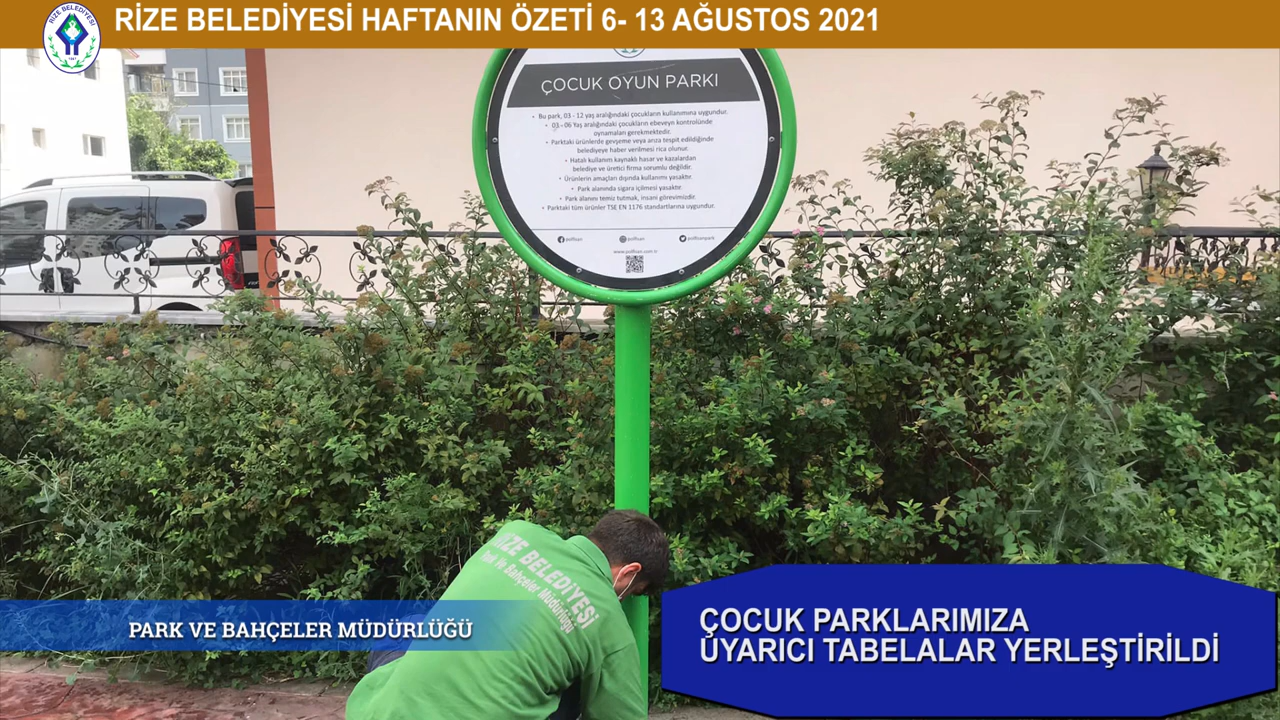 RİZE BELEDİYESİ
RİZE BELEDİYESİ HAFTANIN ÖZETİ 6- 13 AĞUSTOS 2021
ÇOCUK OYUN PARKI
• Bu park, 03 - 12 yaş aralığındaki çocukların kullanımına uygundur.
• 03 - 06 Yaş aralığındaki çocukların ebeveyn kontrolünde
oynamaları gerekmektedir.
• Parktaki ürünlerde gevşeme veya arıza tespit edildiğinde
belediyeye haber verilmesi rica olunur.
• Hatalı kullanım kaynaklı hasar ve kazalardan
belediye ve üretici firma sorumlu değildir.
• Ürünlerin amaçları dışında kullanımı yasaktır.
• Park alanında sigara içilmesi yasaktır.
• Park alanını temiz tutmak, insani görevimizdir.
• Parktaki tüm ürünler TSE EN 1176 standartlarına uygundur.
RİZE BELEDİYESİ
Park Ve Bahçeler Müdürlüğü
PARK VE BAHÇELER MÜDÜRLÜĞÜ
ÇOCUK PARKLARIMIZA
UYARICI TABELALAR YERLEŞTİRİLDİ